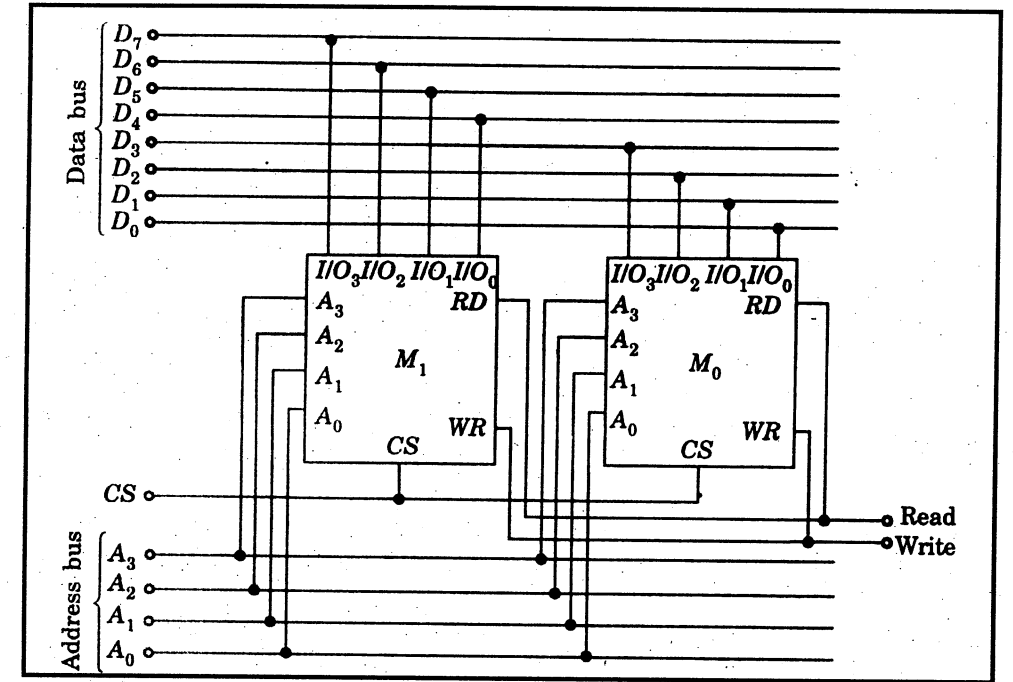 Data bus
D₇
D₆
D₅
D₄
D₃
D₂
D₁
D₀
I/O₃ I/O₂ I/O₁ I/O₀
A₃ RD
A₂
M₁
A₁
A₀ WR
CS
I/O₃ I/O₂ I/O₁ I/O₀
A₃ RD
A₂
M₀
A₁
A₀ WR
CS
CS
Read
Write
Address bus
A₃
A₂
A₁
A₀